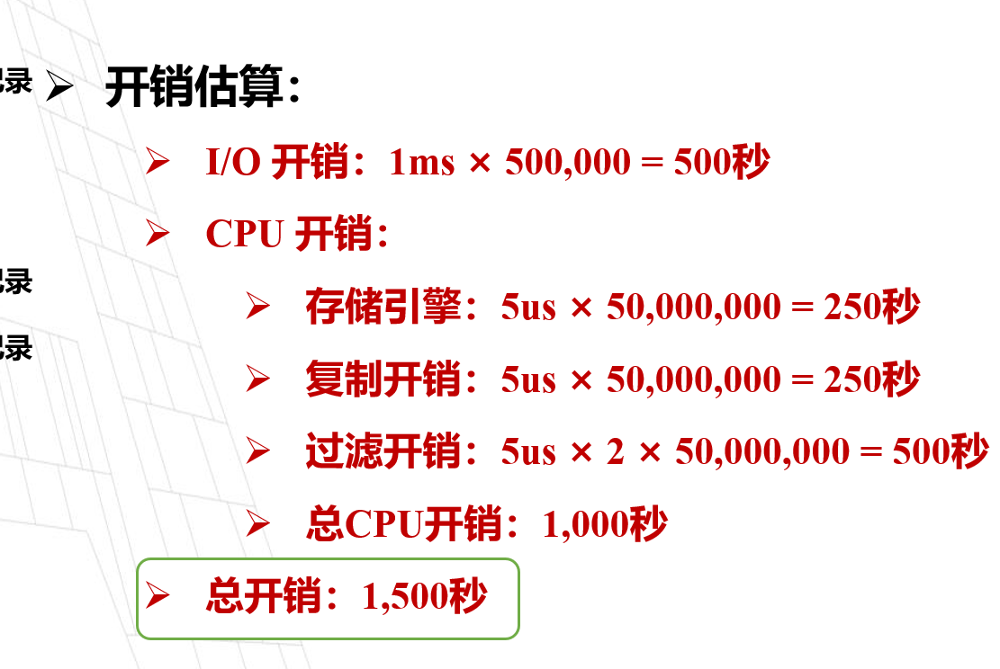 录
开销估算：
I/O 开销：1ms × 500,000 = 500秒
CPU 开销：
录
存储引擎：5us × 50,000,000 = 250秒
录
复制开销：5us × 50,000,000 = 250秒
过滤开销：5us × 2 × 50,000,000 = 500秒
总CPU开销：1,000秒
总开销：1,500秒